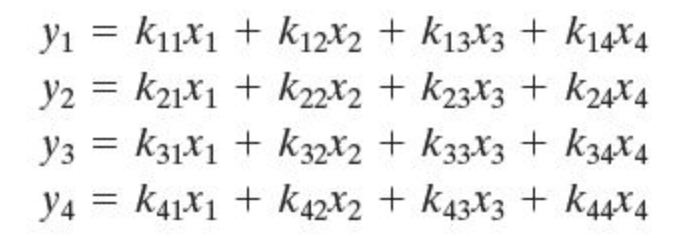 y₁ = k₁₁x₁ + k₁₂x₂ + k₁₃x₃ + k₁₄x₄
y₂ = k₂₁x₁ + k₂₂x₂ + k₂₃x₃ + k₂₄x₄
y₃ = k₃₁x₁ + k₃₂x₂ + k₃₃x₃ + k₃₄x₄
y₄ = k₄₁x₁ + k₄₂x₂ + k₄₃x₃ + k₄₄x₄